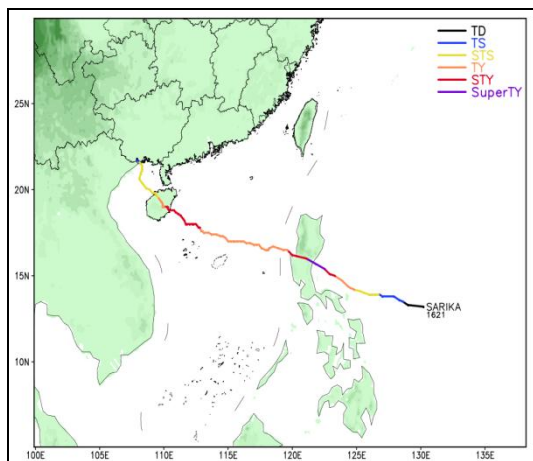 TD
TS
STS
TY
STY
SuperTY
25N
20N
15N
10N
SARIKA
1621
100E
105E
110E
115E
120E
125E
130E
135E